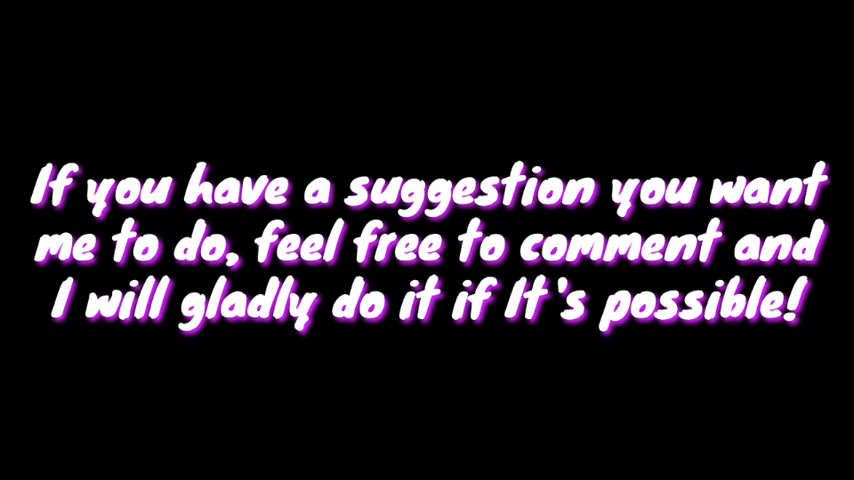 If you have a suggestion you want
me to do, feel free to comment and
I will gladly do it if It's possible!